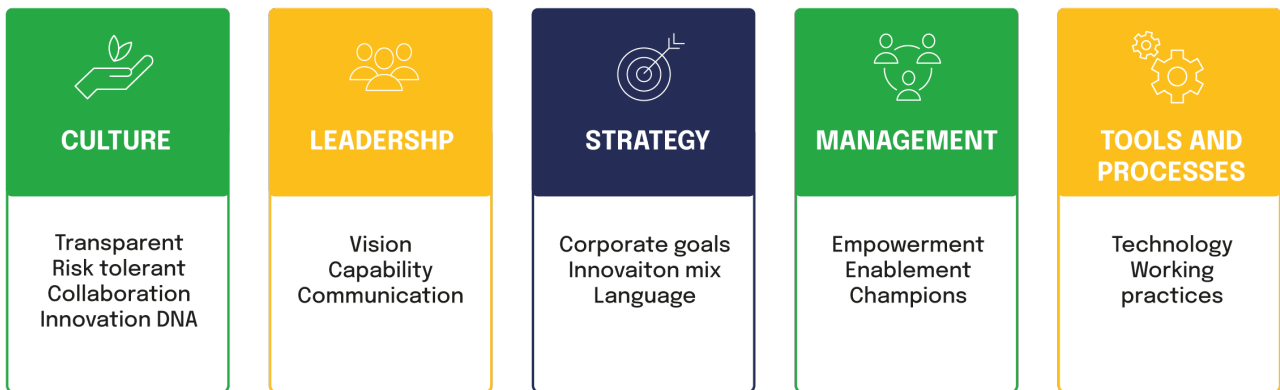 CULTURE
Transparent
Risk tolerant
Collaboration
Innovation DNA
LEADERSHP
Vision
Capability
Communication
STRATEGY
Corporate goals
Innovaiton mix
Language
MANAGEMENT
Empowerment
Enablement
Champions
TOOLS AND
PROCESSES
Technology
Working
practices